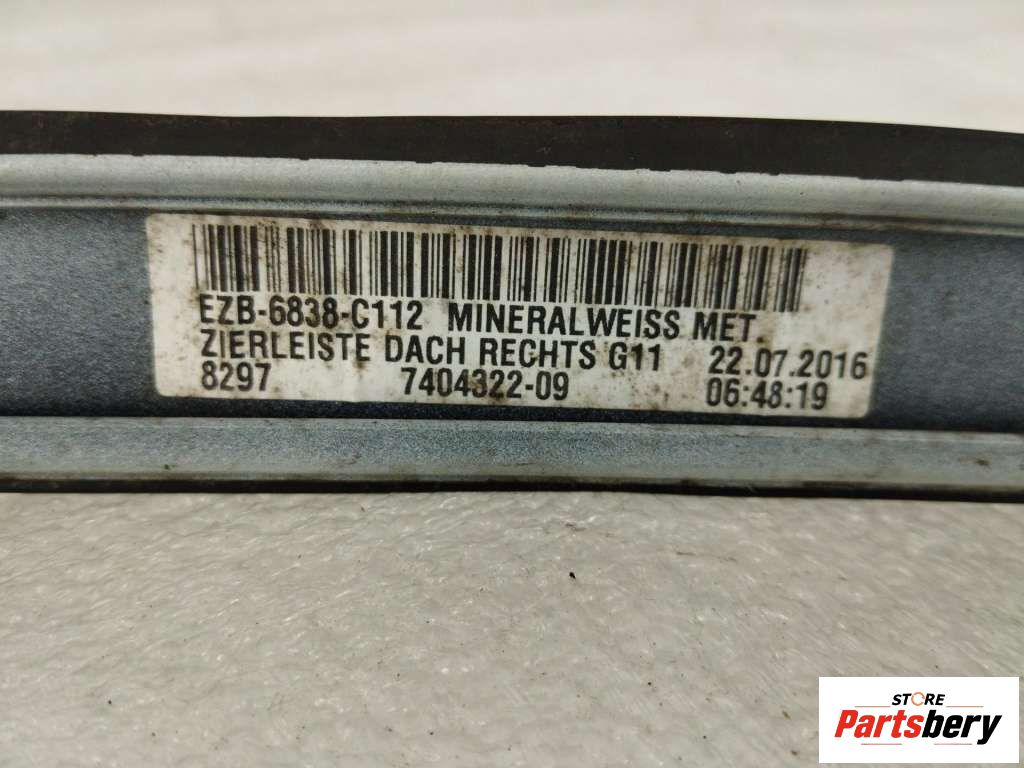 EZB-6838-C112 MINERALWEISS MET.
ZIERLEISTE DACH RECHTS G11 22.07.2016
8297 7404322-09 06:48:19
STORE
Partsbery